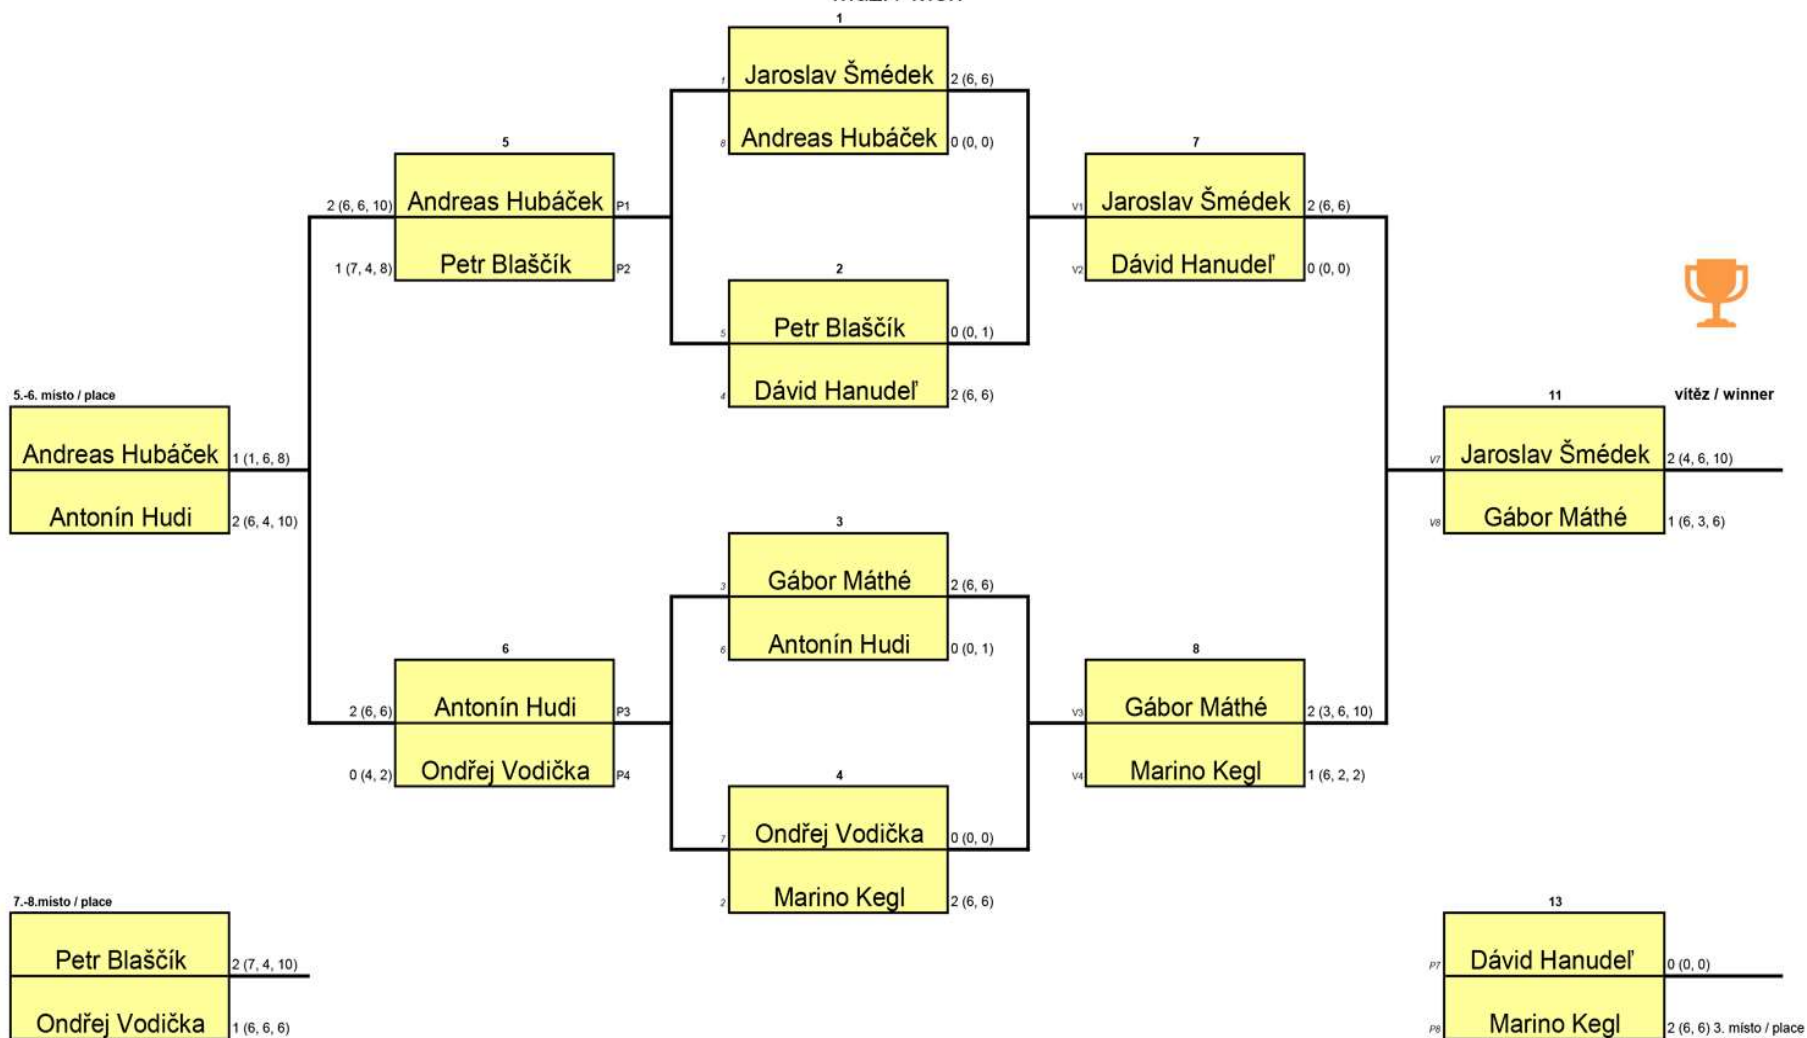 1
1 Jaroslav Šmédek 2 (6, 6)
8 Andreas Hubáček 0 (0, 0)
5
2 (6, 6, 10) Andreas Hubáček P1
1 (7, 4, 8) Petr Blaščík P2
7
V1 Jaroslav Šmédek 2 (6, 6)
V2 Dávid Hanudeľ 0 (0, 0)
2
5 Petr Blaščík 0 (0, 1)
4 Dávid Hanudeľ 2 (6, 6)
5.-6. místo / place
Andreas Hubáček 1 (1, 6, 8)
Antonín Hudi 2 (6, 4, 10)
11 vítěz / winner
V7 Jaroslav Šmédek 2 (4, 6, 10)
V8 Gábor Máthé 1 (6, 3, 6)
3
3 Gábor Máthé 2 (6, 6)
6 Antonín Hudi 0 (0, 1)
6
2 (6, 6) Antonín Hudi P3
0 (4, 2) Ondřej Vodička P4
8
V3 Gábor Máthé 2 (3, 6, 10)
V4 Marino Kegl 1 (6, 2, 2)
4
7 Ondřej Vodička 0 (0, 0)
2 Marino Kegl 2 (6, 6)
7.-8.místo / place
Petr Blaščík 2 (7, 4, 10)
Ondřej Vodička 1 (6, 6, 6)
13
P7 Dávid Hanudeľ 0 (0, 0)
P8 Marino Kegl 2 (6, 6) 3. místo / place